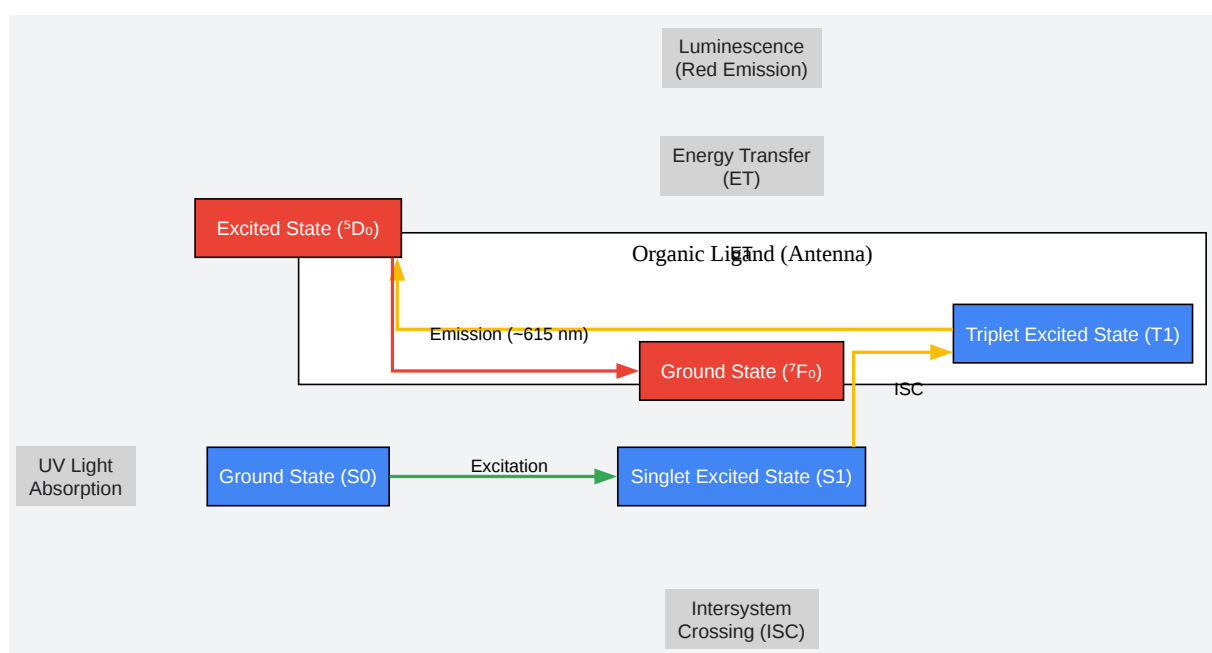 Luminescence
(Red Emission)
Energy Transfer
(ET)
Excited State (⁵D₀)
Organic Ligand (Antenna)
ET
Emission (~615 nm)
Triplet Excited State (T1)
Ground State (⁷F₀)
ISC
UV Light
Absorption
Ground State (S0)
Excitation
Singlet Excited State (S1)
Intersystem
Crossing (ISC)